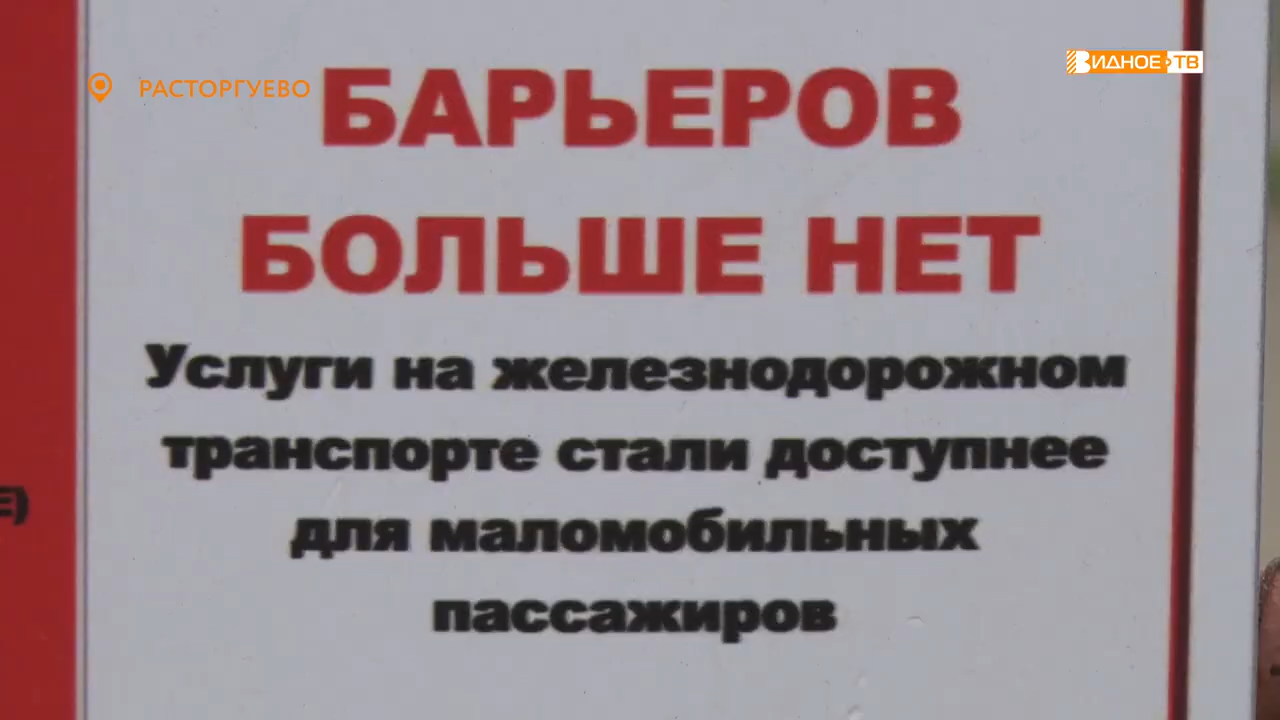 РАСТОРГУЕВО
ВИДНОЕ ТВ
БАРЬЕРОВ
БОЛЬШЕ НЕТ
Услуги на железнодорожном
транспорте стали доступнее
для маломобильных
пассажиров
Е)